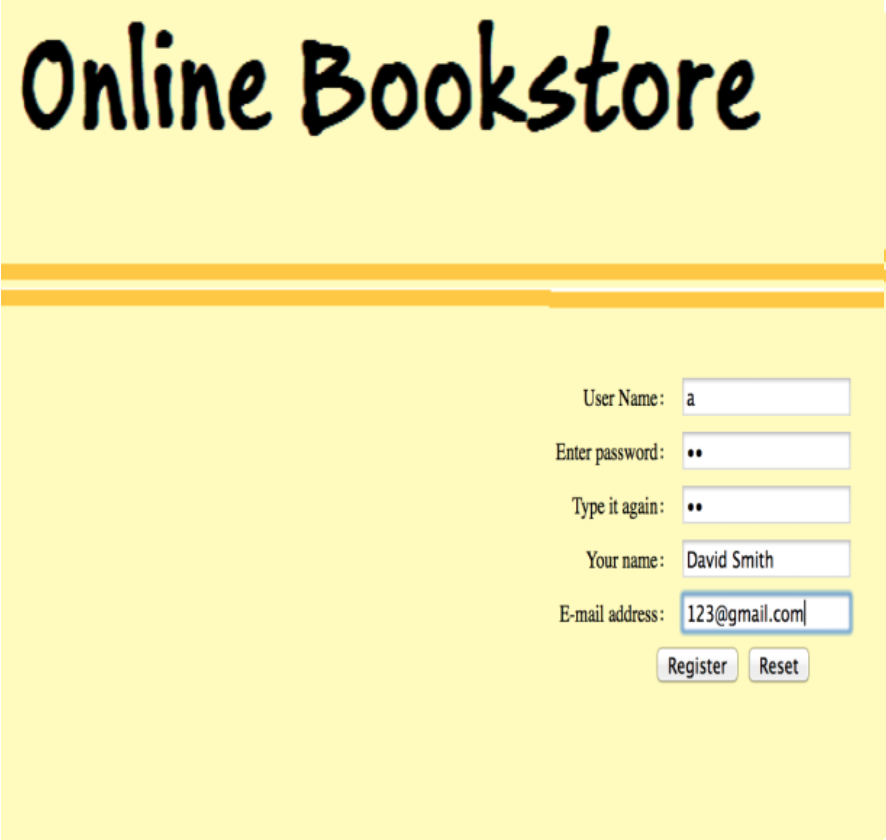 Online Bookstore
User Name: a
Enter password: ••
Type it again: ••
Your name: David Smith
E-mail address: 123@gmail.com
Register Reset